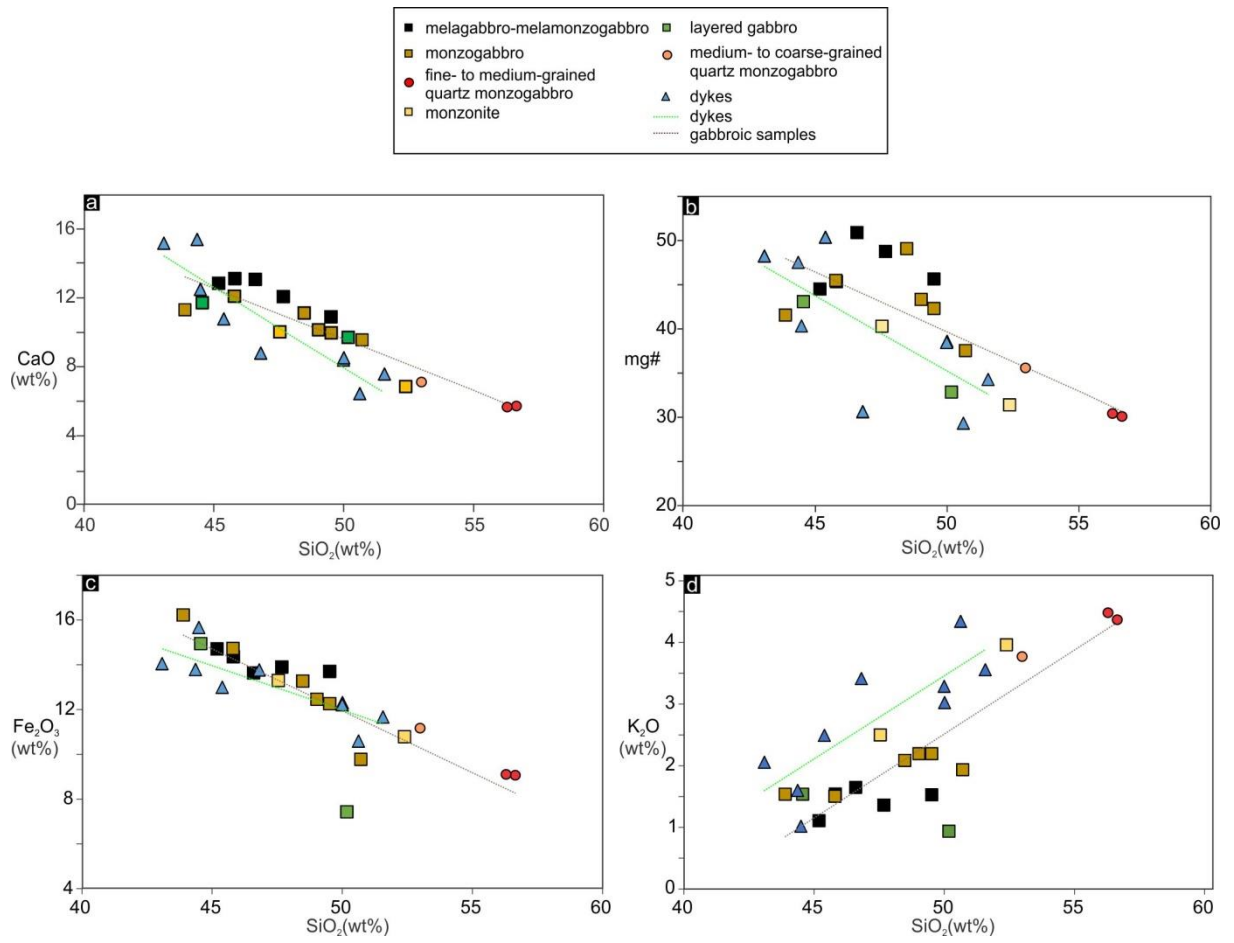 melagabbro-melamonzogabbro
monzogabbro
fine- to medium-grained
quartz monzogabbro
monzonite
layered gabbro
medium- to coarse-grained
quartz monzogabbro
dykes
dykes
gabbroic samples
a
16
12
CaO
(wt%)
8
4
0
40
45
50
55
60
SiO₂(wt%)
b
50
40
mg#
30
20
40
45
50
55
60
SiO₂(wt%)
c
16
12
Fe₂O₃
(wt%)
8
4
40
45
50
55
60
SiO₂(wt%)
d
5
4
3
K₂O
(wt%)
2
1
0
40
45
50
55
60
SiO₂(wt%)